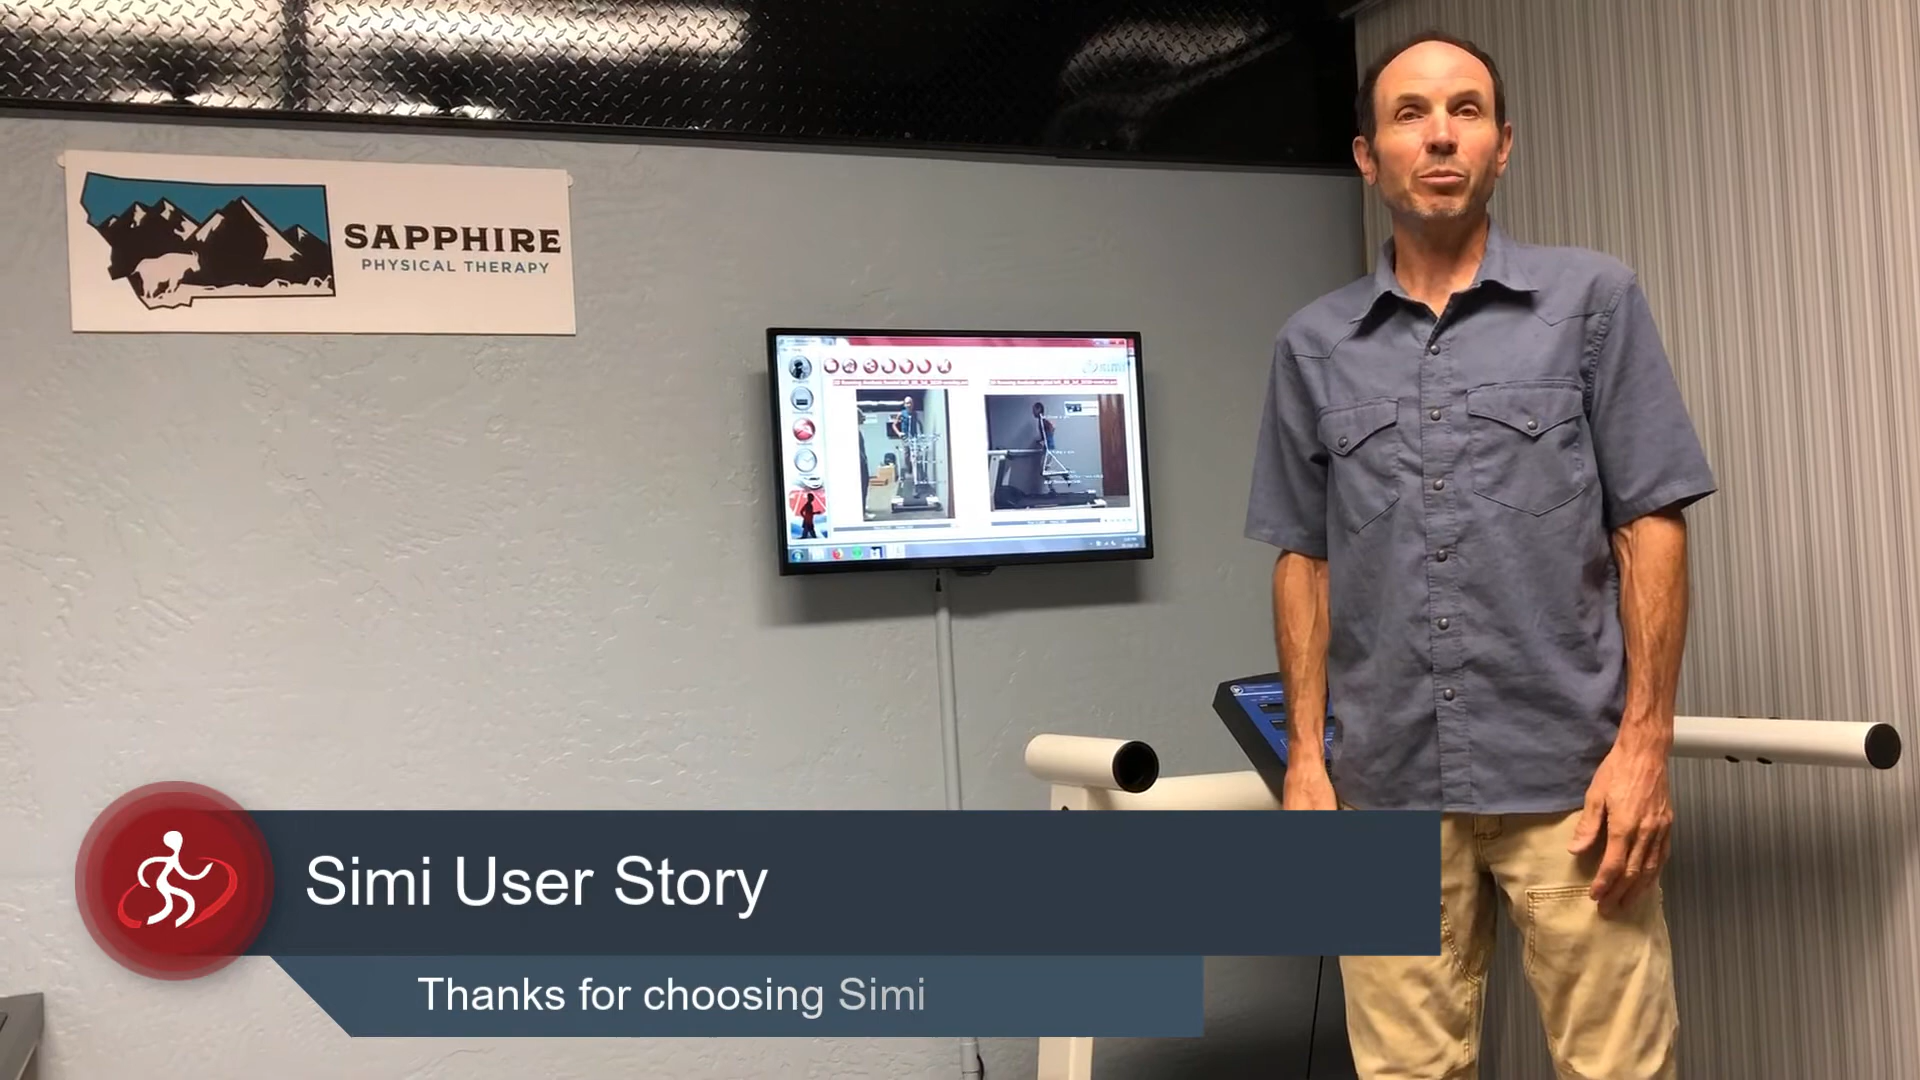 SAPPHIRE
PHYSICAL THERAPY
Simi User Story
Thanks for choosing Simi